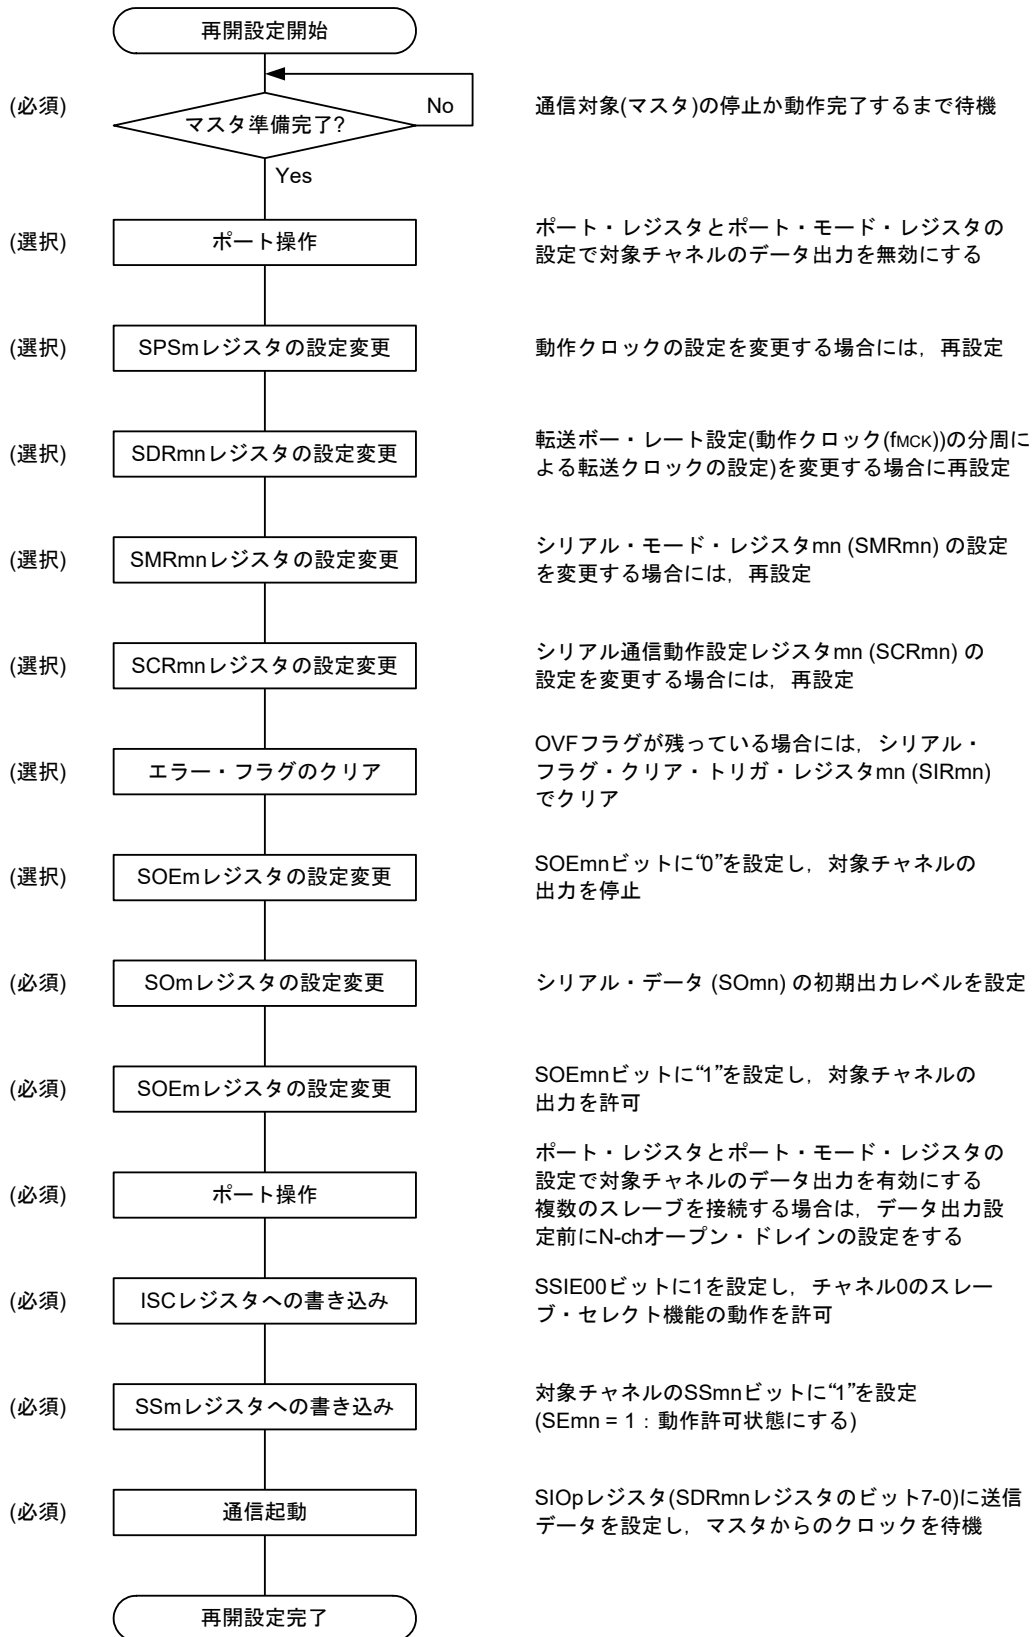 再開設定開始
(必須)
マスタ準備完了?
No
通信対象(マスタ)の停止か動作完了するまで待機
Yes
(選択)
ポート操作
ポート・レジスタとポート・モード・レジスタの
設定で対象チャネルのデータ出力を無効にする
(選択)
SPSmレジスタの設定変更
動作クロックの設定を変更する場合には，再設定
(選択)
SDRmnレジスタの設定変更
転送ボー・レート設定(動作クロック(fMCK))の分周に
よる転送クロックの設定)を変更する場合に再設定
(選択)
SMRmnレジスタの設定変更
シリアル・モード・レジスタmn (SMRmn) の設定
を変更する場合には，再設定
(選択)
SCRmnレジスタの設定変更
シリアル通信動作設定レジスタmn (SCRmn) の
設定を変更する場合には，再設定
(選択)
エラー・フラグのクリア
OVFフラグが残っている場合には，シリアル・
フラグ・クリア・トリガ・レジスタmn (SIRmn)
でクリア
(選択)
SOEmレジスタの設定変更
SOEmnビットに“0”を設定し，対象チャネルの
出力を停止
(必須)
SOmレジスタの設定変更
シリアル・データ (SOmn) の初期出力レベルを設定
(必須)
SOEmレジスタの設定変更
SOEmnビットに“1”を設定し，対象チャネルの
出力を許可
(必須)
ポート操作
ポート・レジスタとポート・モード・レジスタの
設定で対象チャネルのデータ出力を有効にする
複数のスレーブを接続する場合は，データ出力設
定前にN-chオープン・ドレインの設定をする
(必須)
ISCレジスタへの書き込み
SSIE00ビットに1を設定し，チャネル0のスレー
ブ・セレクト機能の動作を許可
(必須)
SSmレジスタへの書き込み
対象チャネルのSSmnビットに“1”を設定
(SEmn = 1：動作許可状態にする)
(必須)
通信起動
SIOpレジスタ(SDRmnレジスタのビット7-0)に送信
データを設定し，マスタからのクロックを待機
再開設定完了